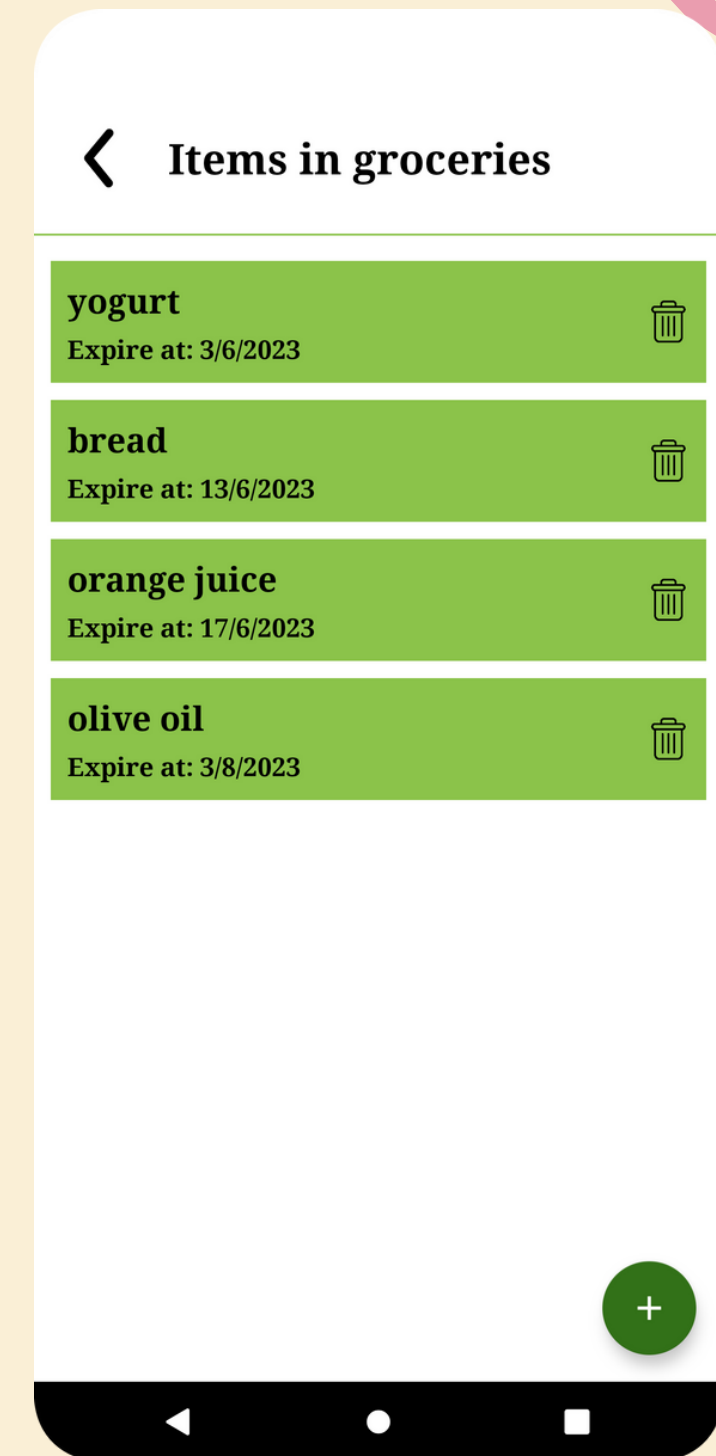 Items in groceries
yogurt
Expire at: 3/6/2023
bread
Expire at: 13/6/2023
orange juice
Expire at: 17/6/2023
olive oil
Expire at: 3/8/2023
+